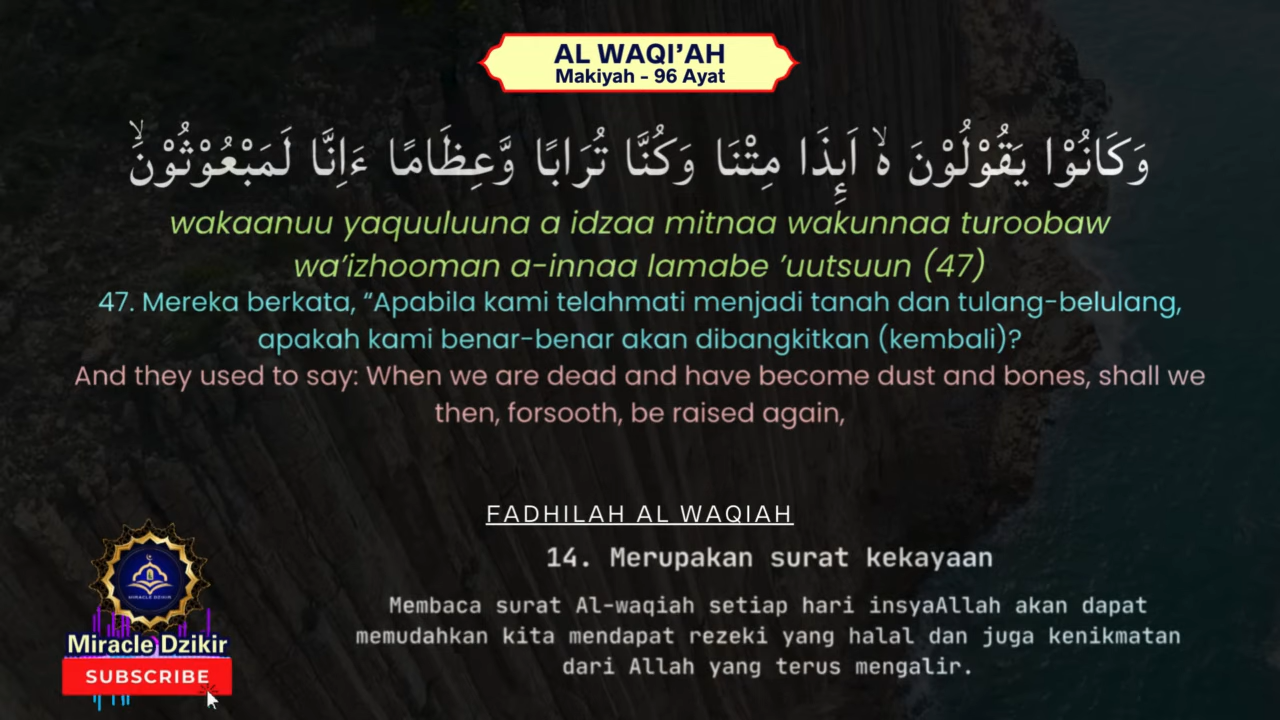 AL WAQI’AH
Makiyah - 96 Ayat
وَكَانُوْا يَقُوْلُوْنَ ەۙ اَىِٕذَا مِتْنَا وَكُنَّا تُرَابًا وَّعِظَامًا ءَاِنَّا لَمَبْعُوْثُوْنَۙ
wakaanuu yaquuluuna a idzaa mitnaa wakunnaa turoobaw
wa’izhooman a-innaa lamabe ’uutsuun (47)
47. Mereka berkata, “Apabila kami telahmati menjadi tanah dan tulang-belulang,
apakah kami benar-benar akan dibangkitkan (kembali)?
And they used to say: When we are dead and have become dust and bones, shall we
then, forsooth, be raised again,
FADHILAH AL WAQIAH
14. Merupakan surat kekayaan
Membaca surat Al-waqiah setiap hari insyaAllah akan dapat
memudahkan kita mendapat rezeki yang halal dan juga kenikmatan
dari Allah yang terus mengalir.
MIRACLE DZIKIR
Miracle Dzikir
SUBSCRIBE